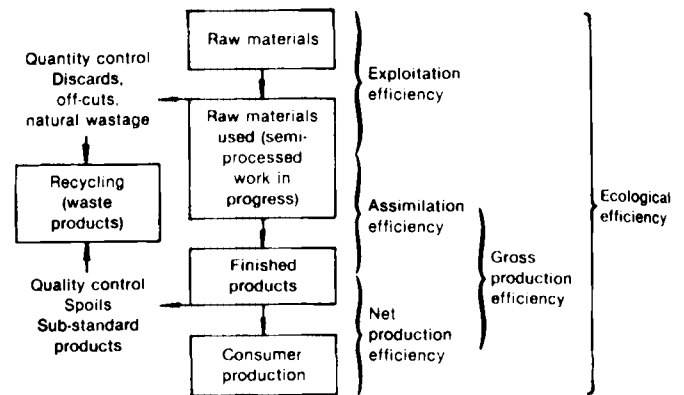 Raw materials
Quantity control
Discards,
off-cuts,
natural wastage
Raw materials
used (semi-
processed
work in
progress)
Recycling
(waste
products)
Finished
products
Quality control
Spoils
Sub-standard
products
Consumer
production
Exploitation
efficiency
Assimilation
efficiency
Net
production
efficiency
Gross
production
efficiency
Ecological
efficiency